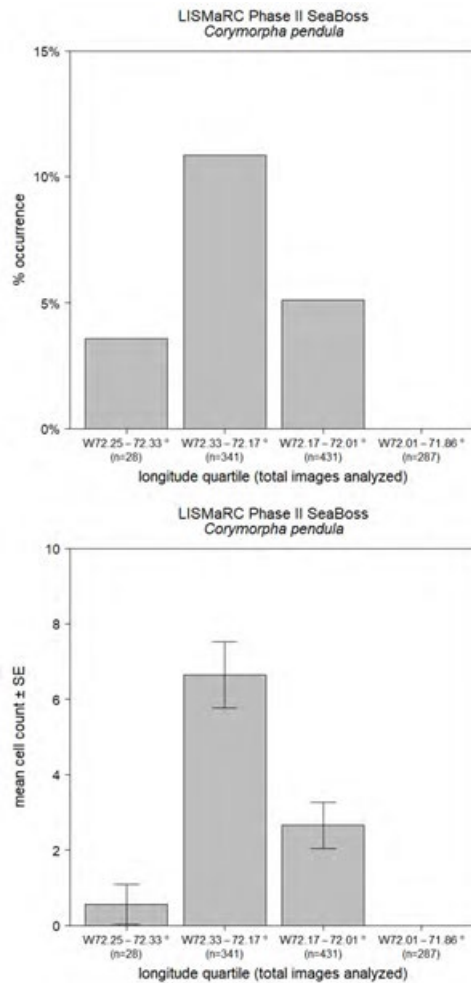 LISMaRC Phase II SeaBoss
Corymorpha pendula
15%
10%
5%
0%
% occurrence
W72.25 – 72.33 ° W72.33 – 72.17 ° W72.17 – 72.01 ° W72.01 – 71.86 °
(n=28) (n=341) (n=431) (n=287)
longitude quartile (total images analyzed)
LISMaRC Phase II SeaBoss
Corymorpha pendula
10
8
6
4
2
0
mean cell count ± SE
W72.25 – 72.33 ° W72.33 – 72.17 ° W72.17 – 72.01 ° W72.01 – 71.86 °
(n=28) (n=341) (n=431) (n=287)
longitude quartile (total images analyzed)